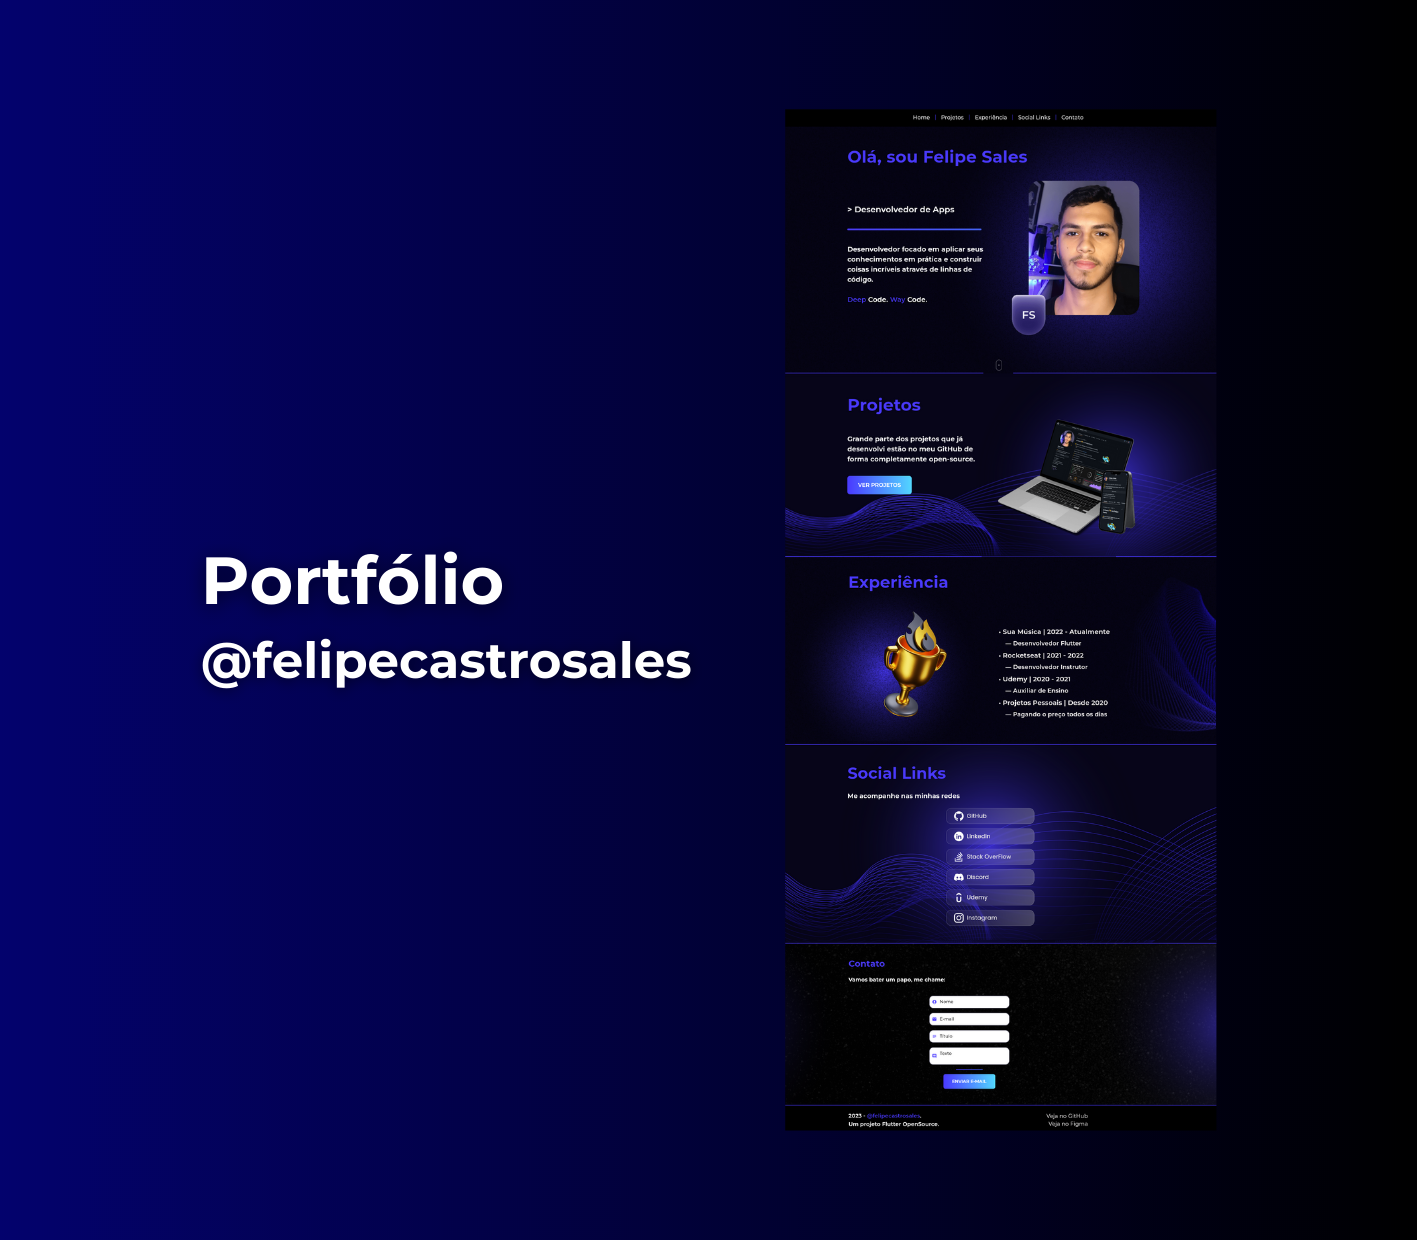 Portfólio
@felipecastrosales
Home | Projetos | Experiência | Social Links | Contato
Olá, sou Felipe Sales
> Desenvolvedor de Apps
Desenvolvedor focado em aplicar seus
conhecimentos em prática e construir
coisas incríveis através de linhas de
código.
Deep Code. Way Code.
FS
Projetos
Grande parte dos projetos que já
desenvolvi estão no meu GitHub de
forma completamente open-source.
VER PROJETOS
Experiência
• Sua Música | 2022 - Atualmente
— Desenvolvedor Flutter
• Rocketseat | 2021 - 2022
— Desenvolvedor Instrutor
• Udemy | 2020 - 2021
— Auxiliar de Ensino
• Projetos Pessoais | Desde 2020
— Pagando o preço todos os dias
Social Links
Me acompanhe nas minhas redes
GitHub
LinkedIn
Stack OverFlow
Discord
Udemy
Instagram
Contato
Vamos bater um papo, me chame:
Nome
E-mail
Título
Texto
ENVIAR E-MAIL
2023 - @felipecastrosales.
Um projeto Flutter OpenSource.
Veja no GitHub
Veja no Figma